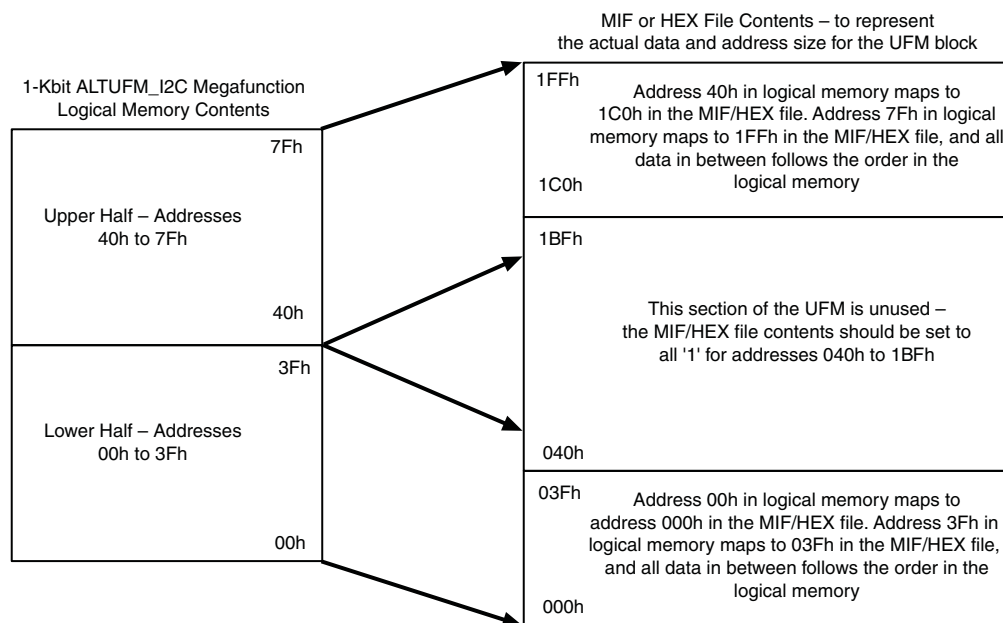 MIF or HEX File Contents – to represent
the actual data and address size for the UFM block
1-Kbit ALTUFM_I2C Megafunction
Logical Memory Contents
7Fh
Upper Half – Addresses
40h to 7Fh
40h
3Fh
Lower Half – Addresses
00h to 3Fh
00h
1FFh
Address 40h in logical memory maps to
1C0h in the MIF/HEX file. Address 7Fh in logical
memory maps to 1FFh in the MIF/HEX file, and all
data in between follows the order in the
logical memory
1C0h
1BFh
This section of the UFM is unused –
the MIF/HEX file contents should be set to
all '1' for addresses 040h to 1BFh
040h
03Fh
Address 00h in logical memory maps to
address 000h in the MIF/HEX file. Address 3Fh in
logical memory maps to 03Fh in the MIF/HEX file,
and all data in between follows the order in the
logical memory
000h